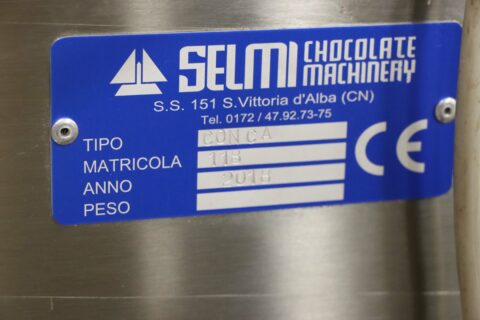 SELMI CHOCOLATE MACHINERY
S.S. 151 S.Vittoria d'Alba (CN)
Tel. 0172 / 47.92.73-75
TIPO CONCA
MATRICOLA 118
ANNO 2018
PESO
CE